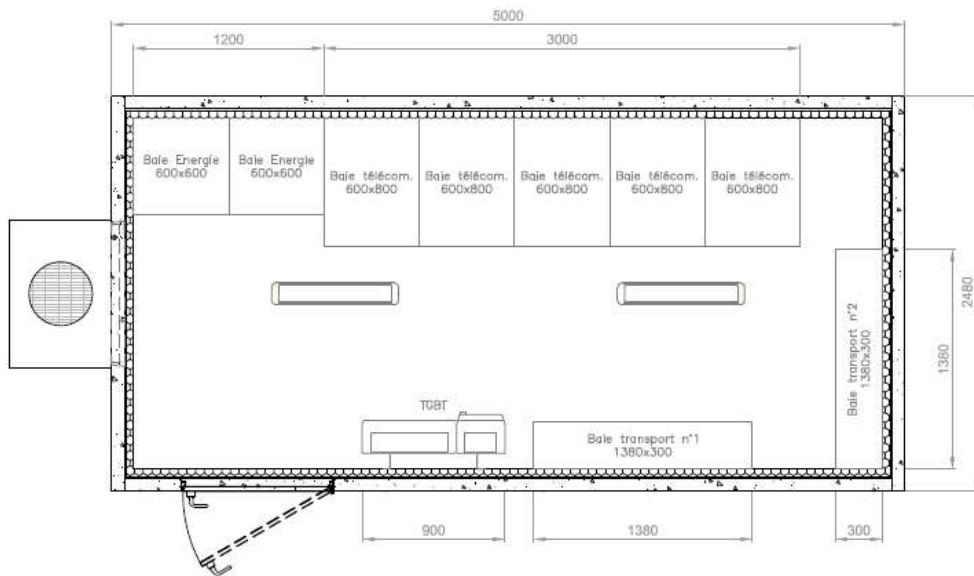 5000
1200
3000
Baie Energie
600x600
Baie Energie
600x600
Baie télécom.
600x800
Baie télécom.
600x800
Baie télécom.
600x800
Baie télécom.
600x800
Baie télécom.
600x800
2480
1380
Baie transport n°2
1380x300
TGBT
Baie transport n°1
1380x300
900
1380
300